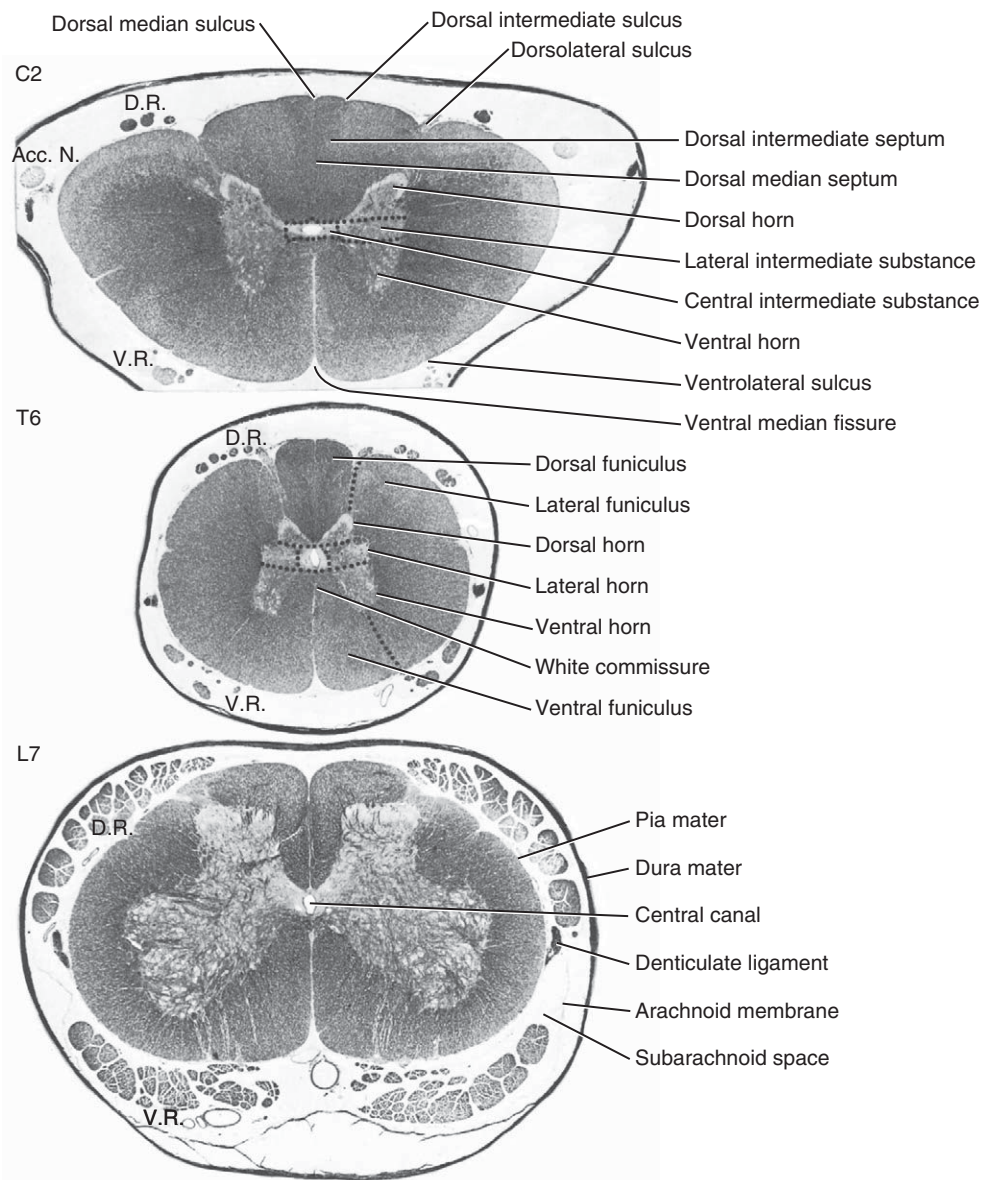 Dorsal median sulcus
Dorsal intermediate sulcus
Dorsolateral sulcus
C2
D.R.
Acc. N.
Dorsal intermediate septum
Dorsal median septum
Dorsal horn
Lateral intermediate substance
Central intermediate substance
Ventral horn
V.R.
Ventrolateral sulcus
Ventral median fissure
T6
D.R.
Dorsal funiculus
Lateral funiculus
Dorsal horn
Lateral horn
Ventral horn
White commissure
V.R.
Ventral funiculus
L7
D.R.
Pia mater
Dura mater
Central canal
Denticulate ligament
Arachnoid membrane
Subarachnoid space
V.R.